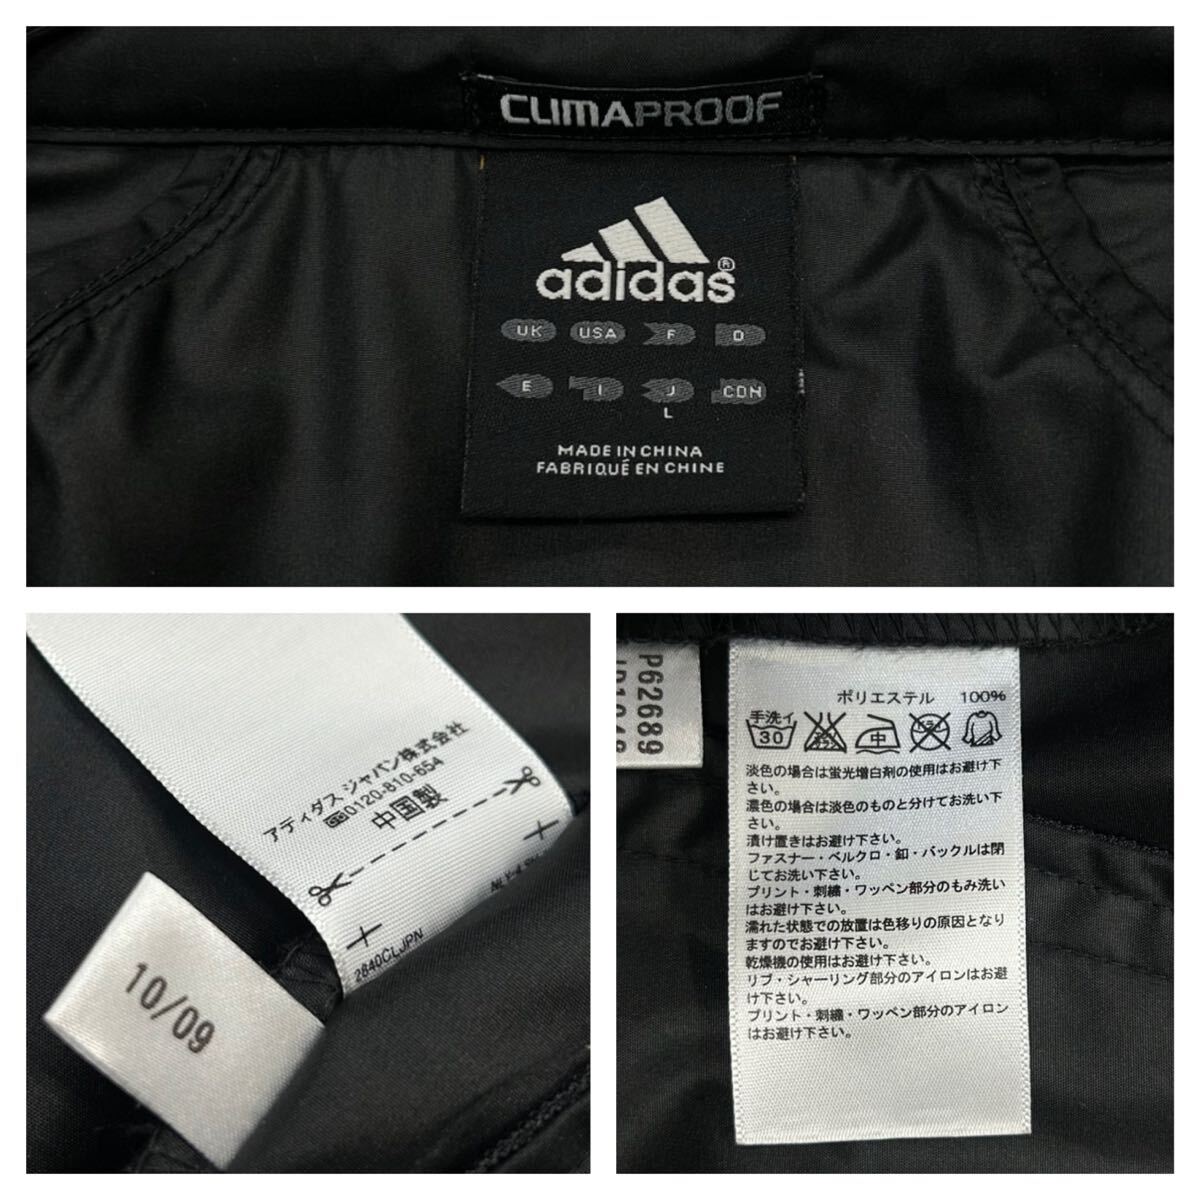 CLIMAPROOF
adidas®
UK USA F D
E I J CDN
L
MADE IN CHINA
FABRIQUÉ EN CHINE
アディダス ジャパン株式会社
0120-810-654
中国製
2640CLJPN
10/09
P62689
ポリエステル 100%
手洗イ
30
中
ドライ
淡色の場合は蛍光増白剤の使用はお避け下
さい。
濃色の場合は淡色のものと分けてお洗い下
さい。
漬け置きはお避け下さい。
ファスナー・ベルクロ・釦・バックルは閉
じてお洗い下さい。
プリント・刺繍・ワッペン部分のもみ洗い
はお避け下さい。
濡れた状態での放置は色移りの原因となり
ますのでお避け下さい。
乾燥機の使用はお避け下さい。
リブ・シャーリング部分のアイロンはお避
け下さい。
プリント・刺繍・ワッペン部分のアイロン
はお避け下さい。